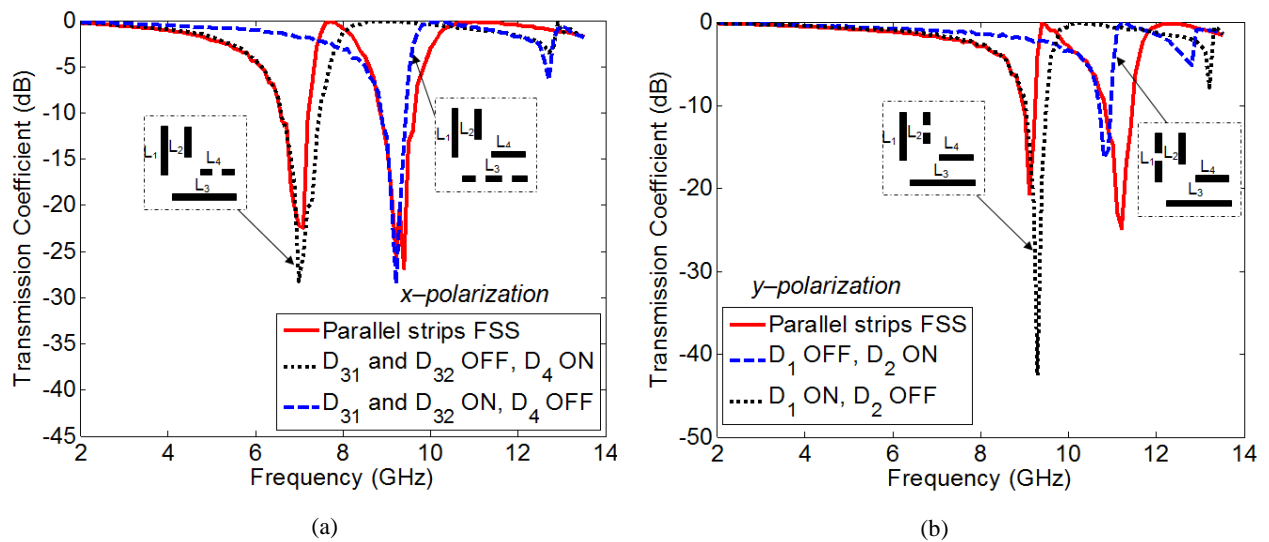 0
-5
-10
-15
-20
-25
-30
-35
-40
-45
2
4
6
8
10
12
14
Transmission Coefficient (dB)
Frequency (GHz)
L1
L2
L4
L3
L1
L2
L4
L3
x–polarization
Parallel strips FSS
D31 and D32 OFF, D4 ON
D31 and D32 ON, D4 OFF
(a)
0
-10
-20
-30
-40
-50
2
4
6
8
10
12
14
Transmission Coefficient (dB)
Frequency (GHz)
L1
L2
L4
L3
L1
L2
L4
L3
y–polarization
Parallel strips FSS
D1 OFF, D2 ON
D1 ON, D2 OFF
(b)